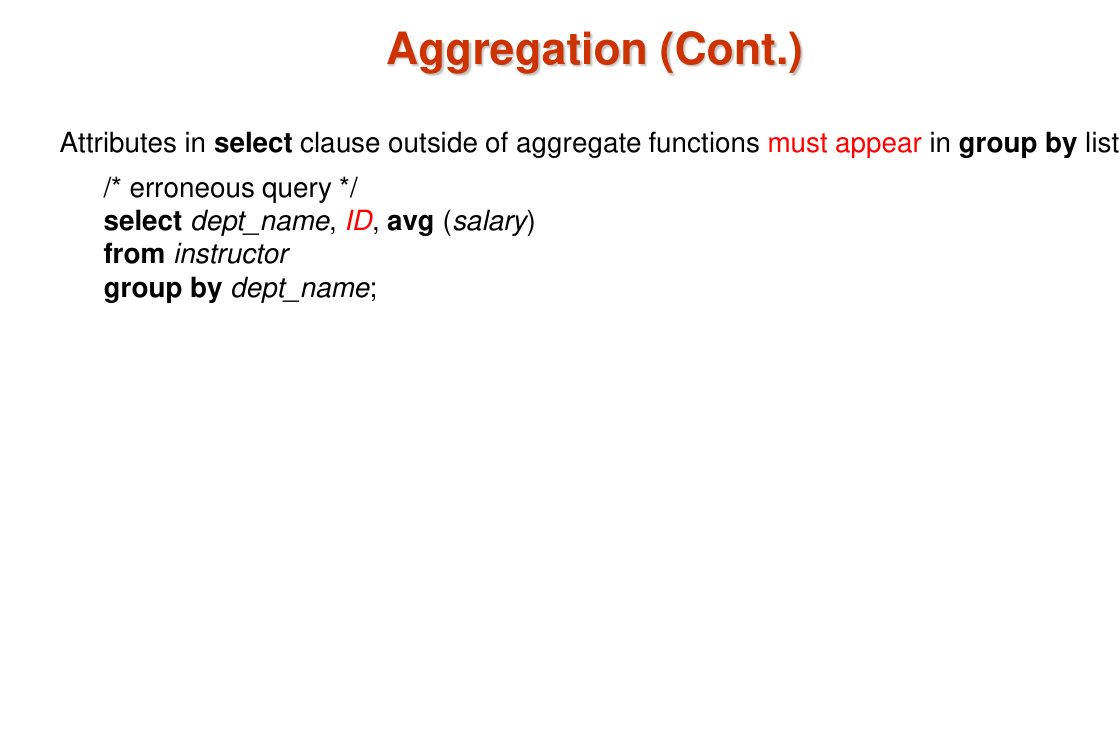 Aggregation (Cont.)
Attributes in select clause outside of aggregate functions must appear in group by list
/* erroneous query */
select dept_name, ID, avg (salary)
from instructor
group by dept_name;